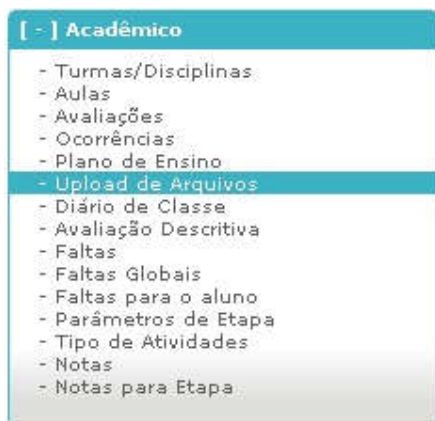 [ - ] Acadêmico
- Turmas/Disciplinas
- Aulas
- Avaliações
- Ocorrências
- Plano de Ensino
- Upload de Arquivos
- Diário de Classe
- Avaliação Descritiva
- Faltas
- Faltas Globais
- Faltas para o aluno
- Parâmetros de Etapa
- Tipo de Atividades
- Notas
- Notas para Etapa